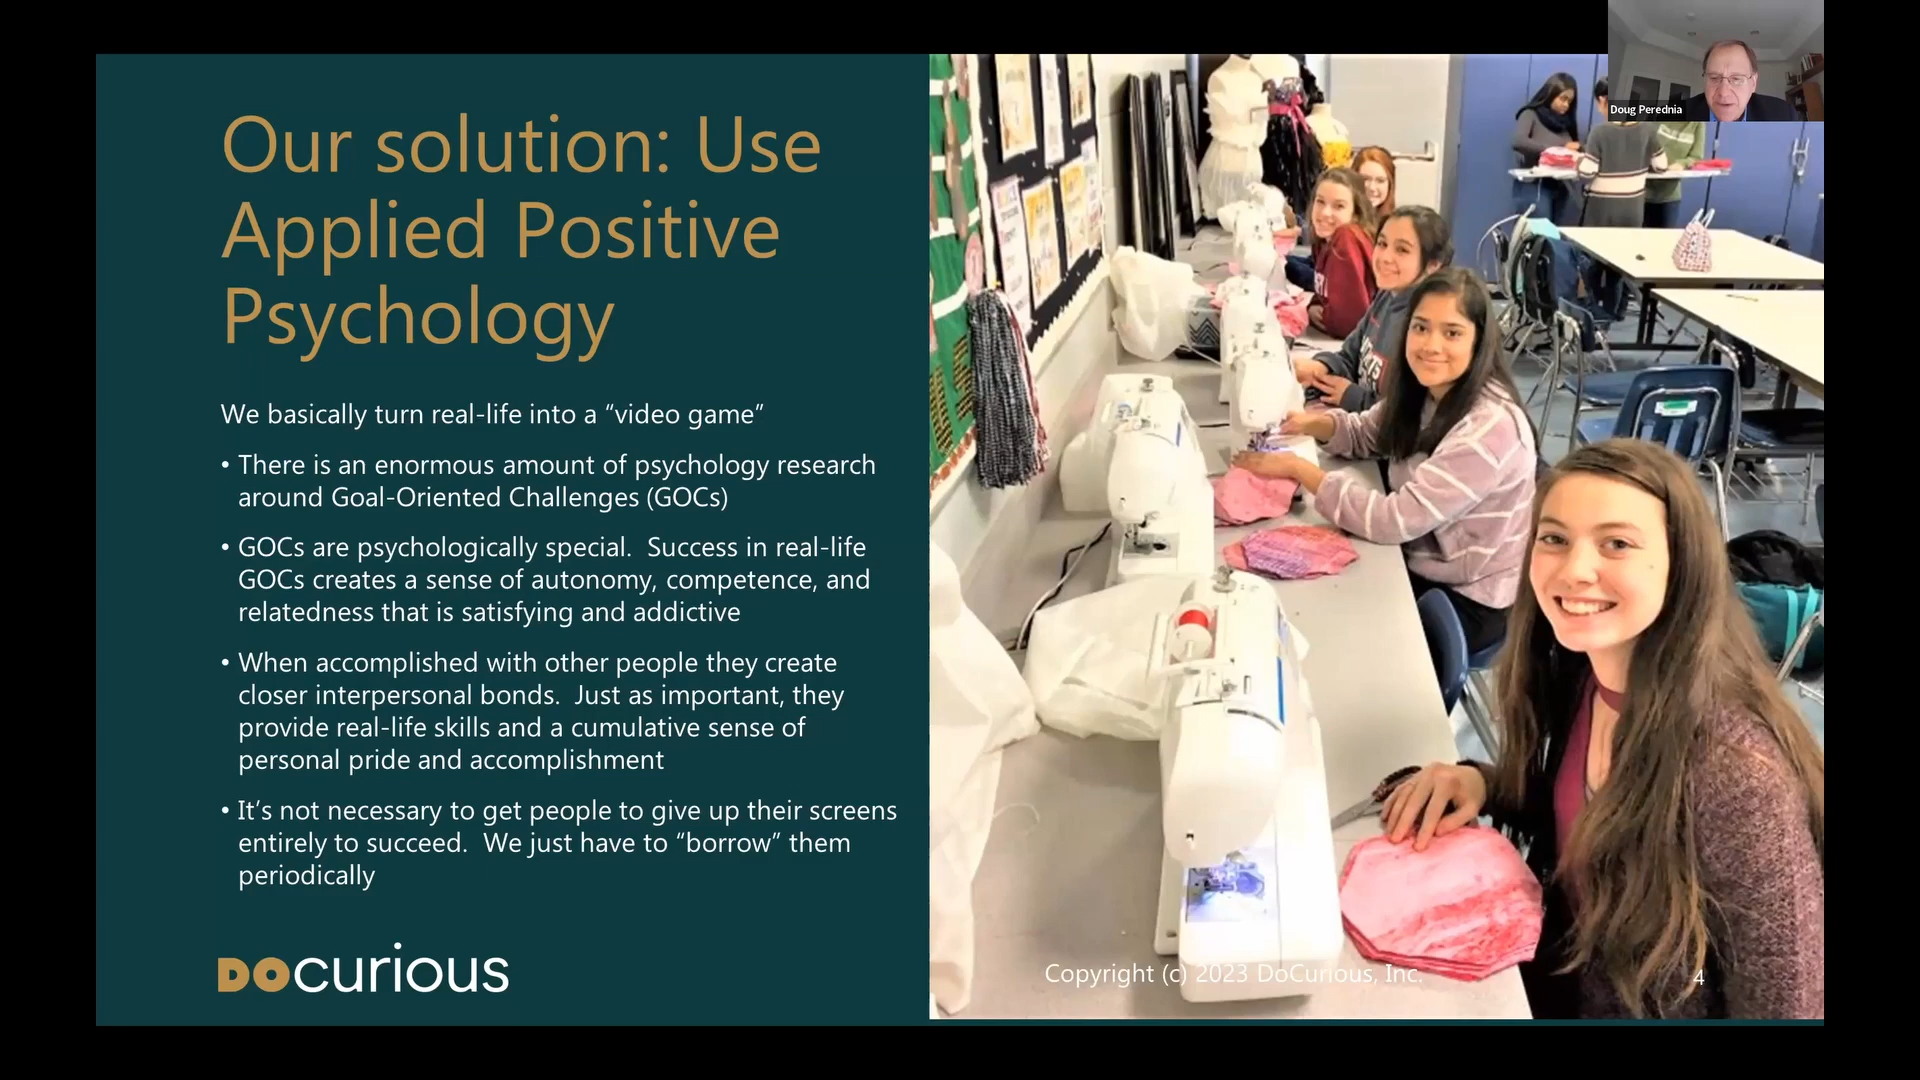 Doug Perednia
Our solution: Use
Applied Positive
Psychology
We basically turn real-life into a “video game”
• There is an enormous amount of psychology research
around Goal-Oriented Challenges (GOCs)
• GOCs are psychologically special.  Success in real-life
GOCs creates a sense of autonomy, competence, and
relatedness that is satisfying and addictive
• When accomplished with other people they create
closer interpersonal bonds.  Just as important, they
provide real-life skills and a cumulative sense of
personal pride and accomplishment
• It’s not necessary to get people to give up their screens
entirely to succeed.  We just have to “borrow” them
periodically
DOcurious
Copyright (c) 2023 DoCurious, Inc.
4